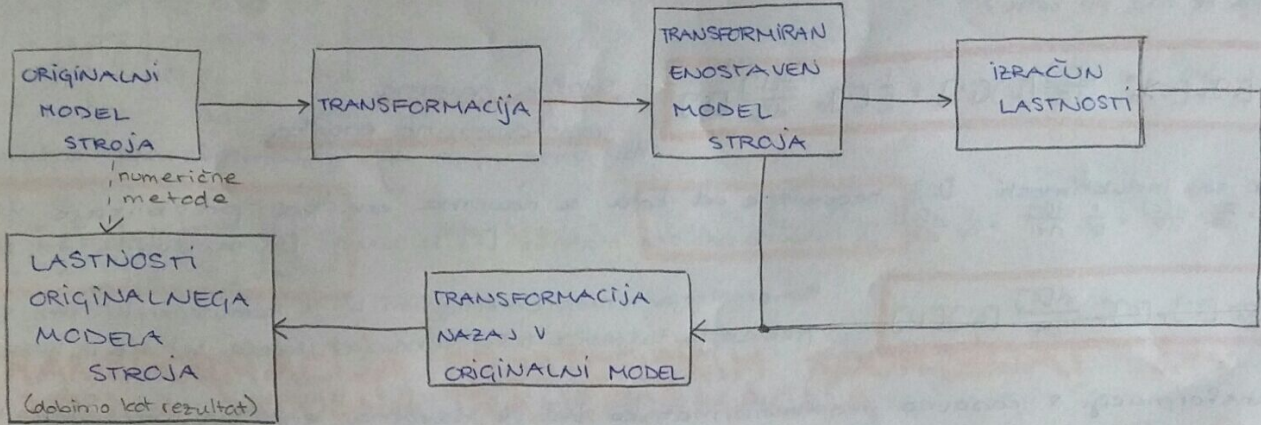 ORIGINALNI
MODEL
STROJA
TRANSFORMACIJA
TRANSFORMIRAN
ENOSTAVEN
MODEL
STROJA
IZRAČUN
LASTNOSTI
numerične
metode
LASTNOSTI
ORIGINALNEGA
MODELA
STROJA
(dobimo kot rezultat)
TRANSFORMACIJA
NAZAJ V
ORIGINALNI MODEL